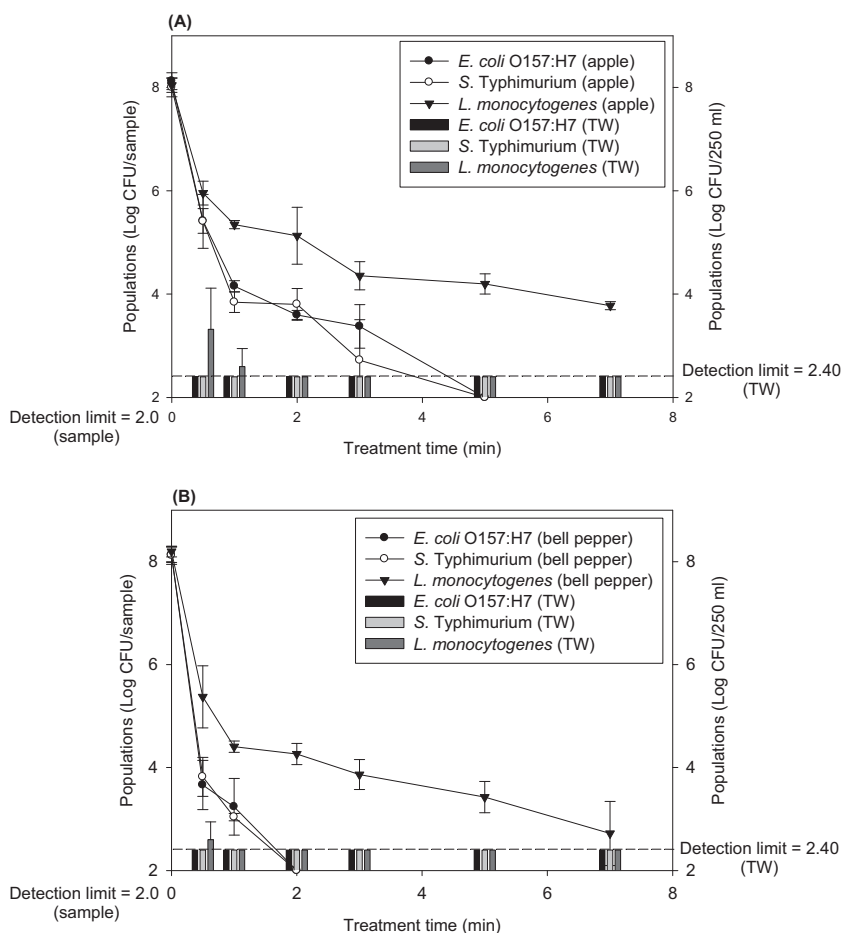 (A)
E. coli O157:H7 (apple)
S. Typhimurium (apple)
L. monocytogenes (apple)
E. coli O157:H7 (TW)
S. Typhimurium (TW)
L. monocytogenes (TW)
Populations (Log CFU/sample)
8
6
4
2
Populations (Log CFU/250 ml)
8
6
4
2
Detection limit = 2.40
(TW)
Detection limit = 2.0
(sample)
0 2 4 6 8
Treatment time (min)
(B)
E. coli O157:H7 (bell pepper)
S. Typhimurium (bell pepper)
L. monocytogenes (bell pepper)
E. coli O157:H7 (TW)
S. Typhimurium (TW)
L. monocytogenes (TW)
Populations (Log CFU/sample)
8
6
4
2
Populations (Log CFU/250 ml)
8
6
4
2
Detection limit = 2.40
(TW)
Detection limit = 2.0
(sample)
0 2 4 6 8
Treatment time (min)